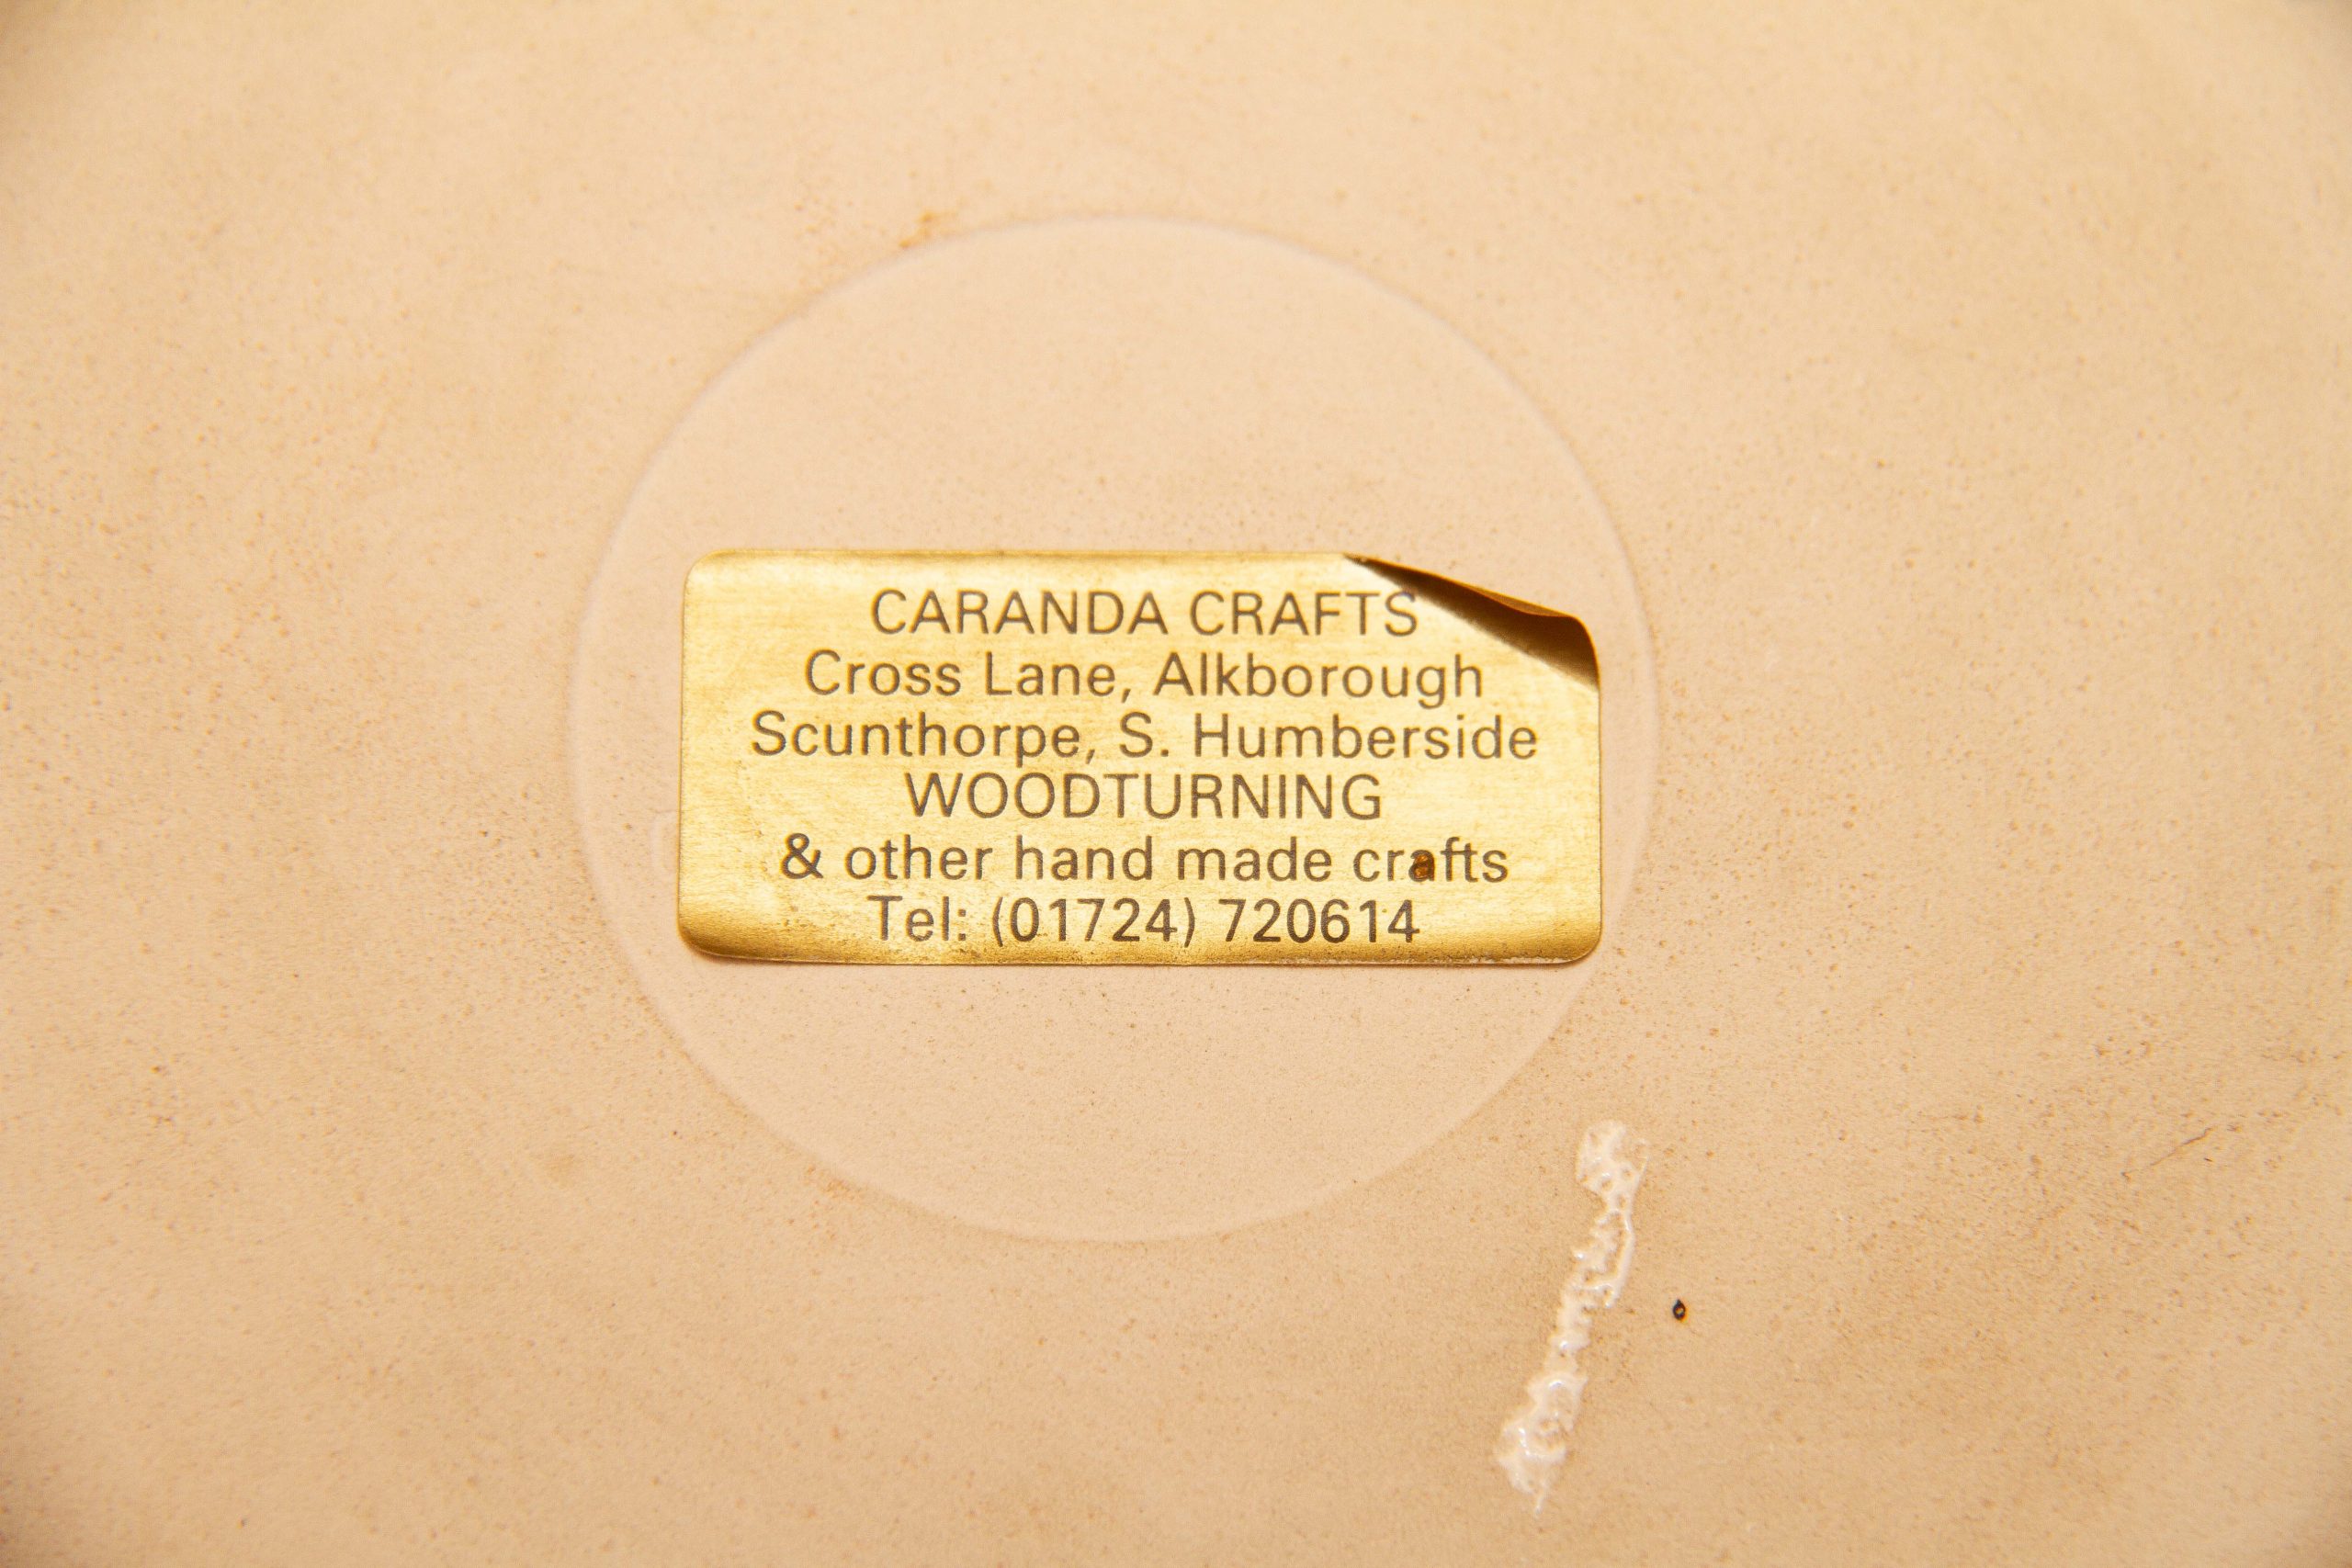 CARANDA CRAFTS
Cross Lane, Alkborough
Scunthorpe, S. Humberside
WOODTURNING
& other hand made crafts
Tel: (01724) 720614